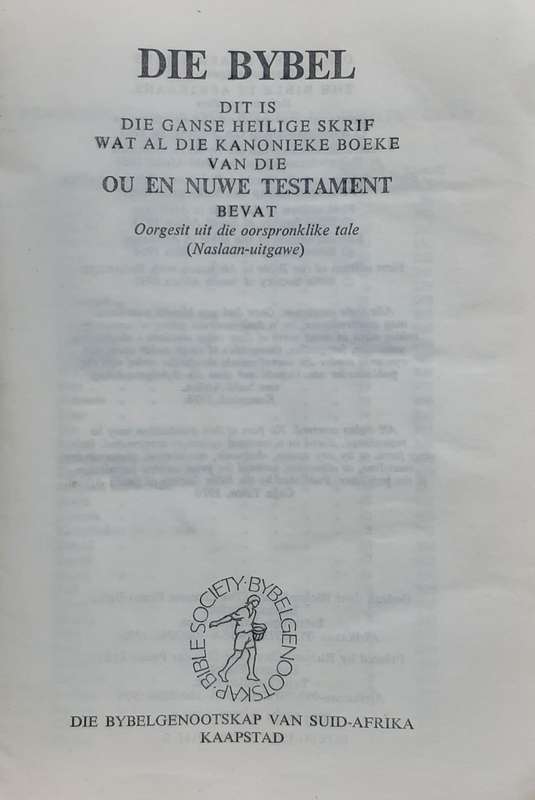 DIE BYBEL
DIT IS
DIE GANSE HEILIGE SKRIF
WAT AL DIE KANONIEKE BOEKE
VAN DIE
OU EN NUWE TESTAMENT
BEVAT
Oorgesit uit die oorspronklike tale
(Naslaan-uitgawe)
BIBLE SOCIETY · BYBELGENOOTSKAP ·
DIE BYBELGENOOTSKAP VAN SUID-AFRIKA
KAAPSTAD